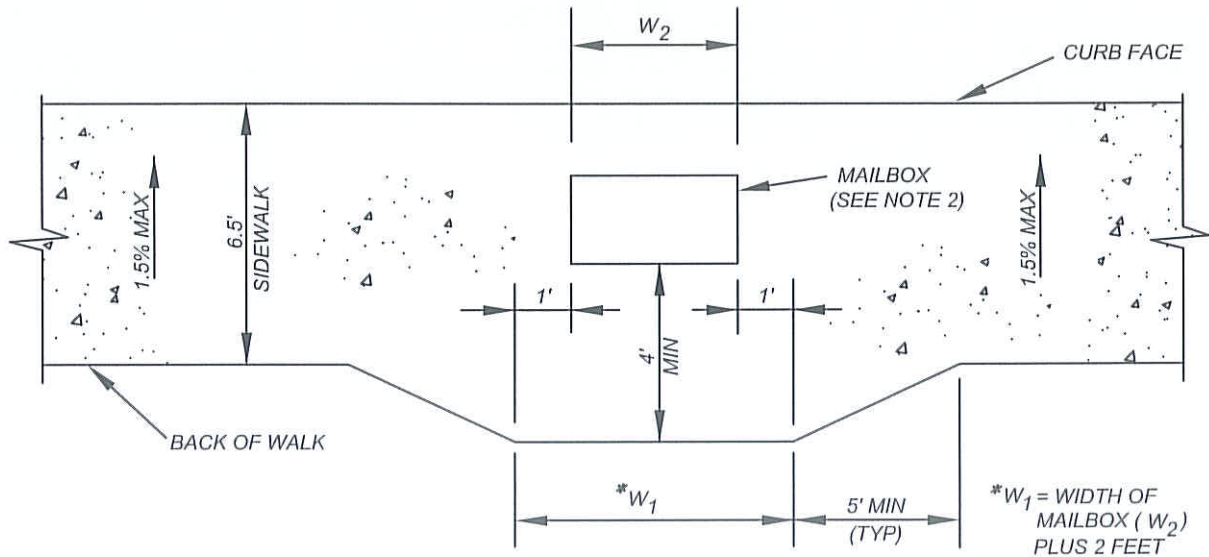 W2
CURB FACE
MAILBOX
(SEE NOTE 2)
1.5% MAX
6.5'
SIDEWALK
1.5% MAX
1'
1'
4'
MIN
BACK OF WALK
*W1
5' MIN
(TYP)
*W1 = WIDTH OF
MAILBOX (W2)
PLUS 2 FEET